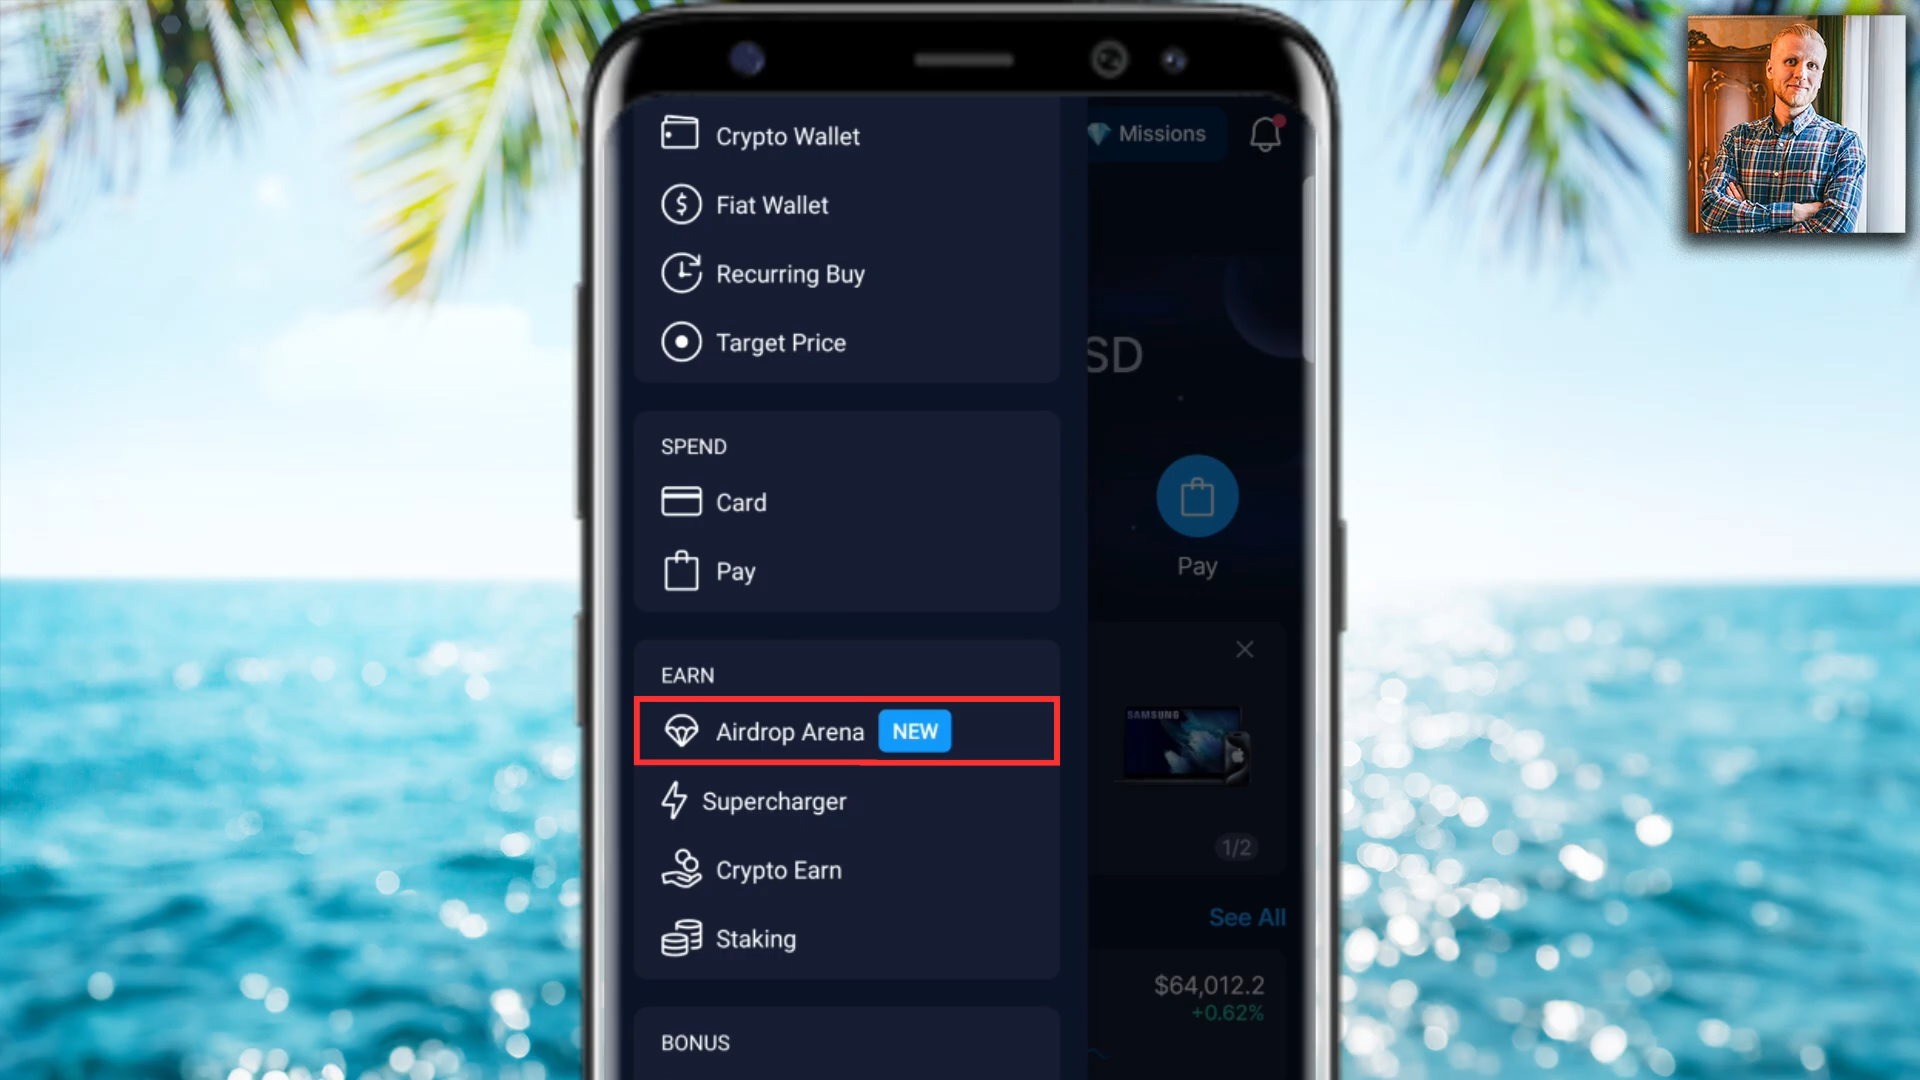 Crypto Wallet
Missions
Fiat Wallet
Recurring Buy
Target Price
SD
SPEND
Card
Pay
Pay
EARN
Airdrop Arena NEW
SAMSUNG
Supercharger
1/2
Crypto Earn
See All
Staking
$64,012.2
+0.62%
BONUS